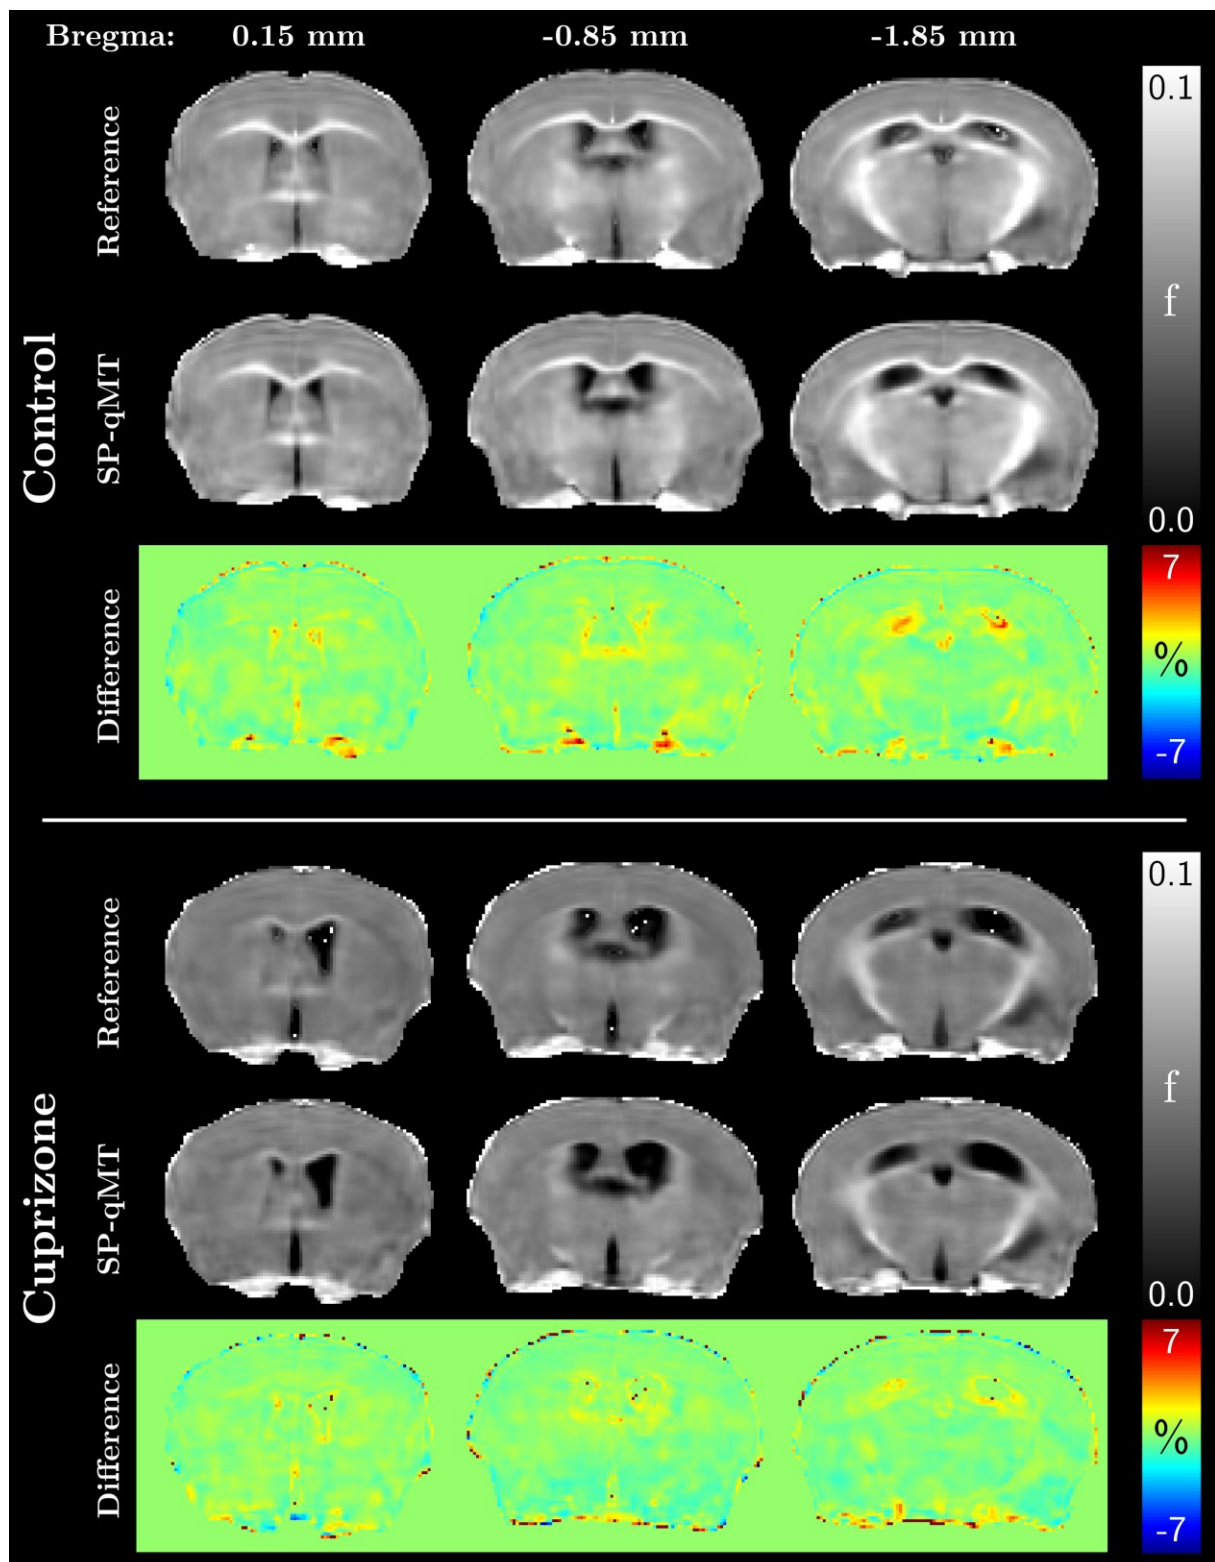 Bregma: 0.15 mm -0.85 mm -1.85 mm
Control
Reference
0.1
f
0.0
SP-qMT
Difference
7
%
-7
Cuprizone
Reference
0.1
f
0.0
SP-qMT
Difference
7
%
-7